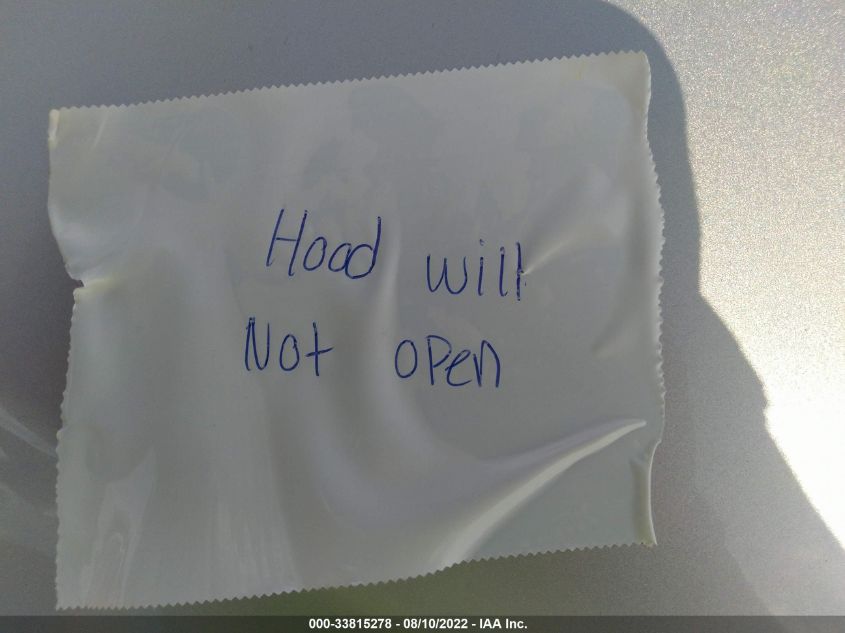 Hood will
Not open
000-33815278 - 08/10/2022 - IAA Inc.